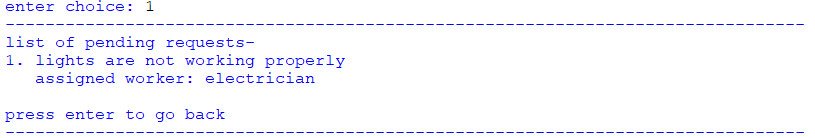 enter choice: 1
--------------------------------------------------------------------------------
list of pending requests-
1. lights are not working properly
   assigned worker: electrician

press enter to go back
--------------------------------------------------------------------------------